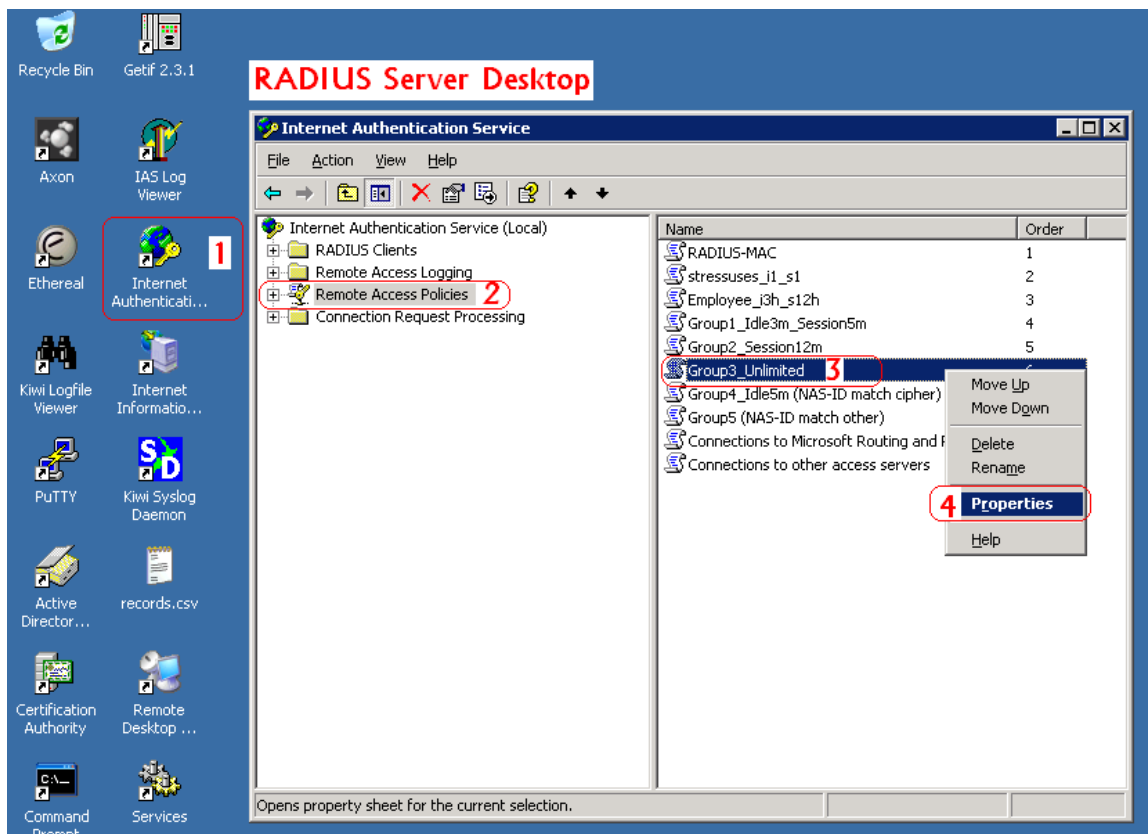 Recycle Bin
Getif 2.3.1
RADIUS Server Desktop
Axon
IAS Log
Viewer
Ethereal
1
Internet
Authenticati...
Kiwi Logfile
Viewer
Internet
Informatio...
PuTTY
Kiwi Syslog
Daemon
Active
Director...
records.csv
Certification
Authority
Remote
Desktop ...
C:\_
Command
Prompt
Services
Internet Authentication Service
File Action View Help
Internet Authentication Service (Local)
RADIUS Clients
Remote Access Logging
Remote Access Policies 2
Connection Request Processing
Name Order
RADIUS-MAC 1
stressuses_i1_s1 2
Employee_i3h_s12h 3
Group1_Idle3m_Session5m 4
Group2_Session12m 5
Group3_Unlimited 3
Group4_Idle5m (NAS-ID match cipher)
Group5 (NAS-ID match other)
Connections to Microsoft Routing and
Connections to other access servers
Move Up
Move Down
Delete
Rename
4 Properties
Help
Opens property sheet for the current selection.